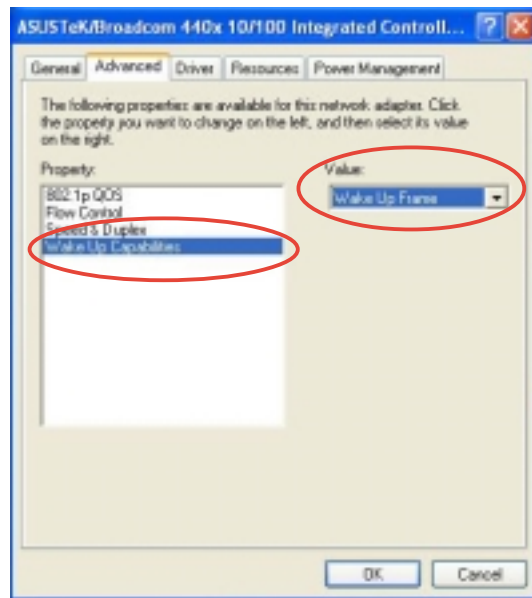 ASUSTeK/Broadcom 440x 10/100 Integrated Controll...
General Advanced Driver Resources Power Management
The following properties are available for this network adapter. Click
the property you want to change on the left, and then select its value
on the right.
Property:
802.1p QOS
Flow Control
Speed & Duplex
Wake Up Capabilities
Value:
Wake Up Frame
OK Cancel